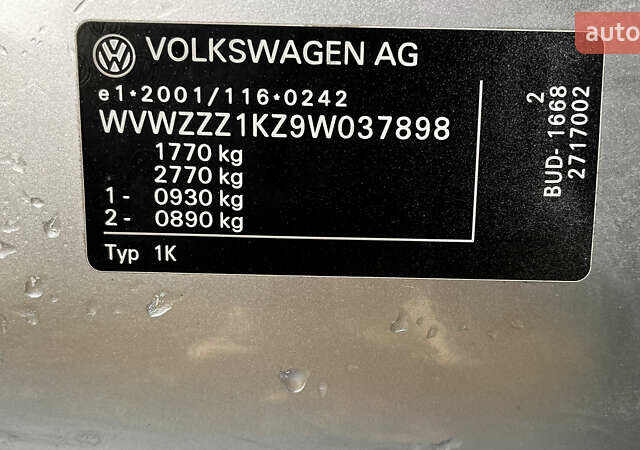 VOLKSWAGEN AG
e1*2001/116*0242
WVWZZZ1KZ9W037898
1770 kg
2770 kg
1 - 0930 kg
2 - 0890 kg
Typ 1K
2
BUD- 1668
2717002
auto